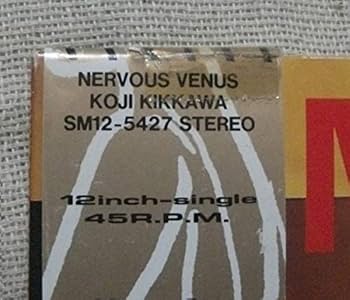 NERVOUS VENUS
KOJI KIKKAWA
SM12-5427 STEREO
12inch-single
45R.P.M.